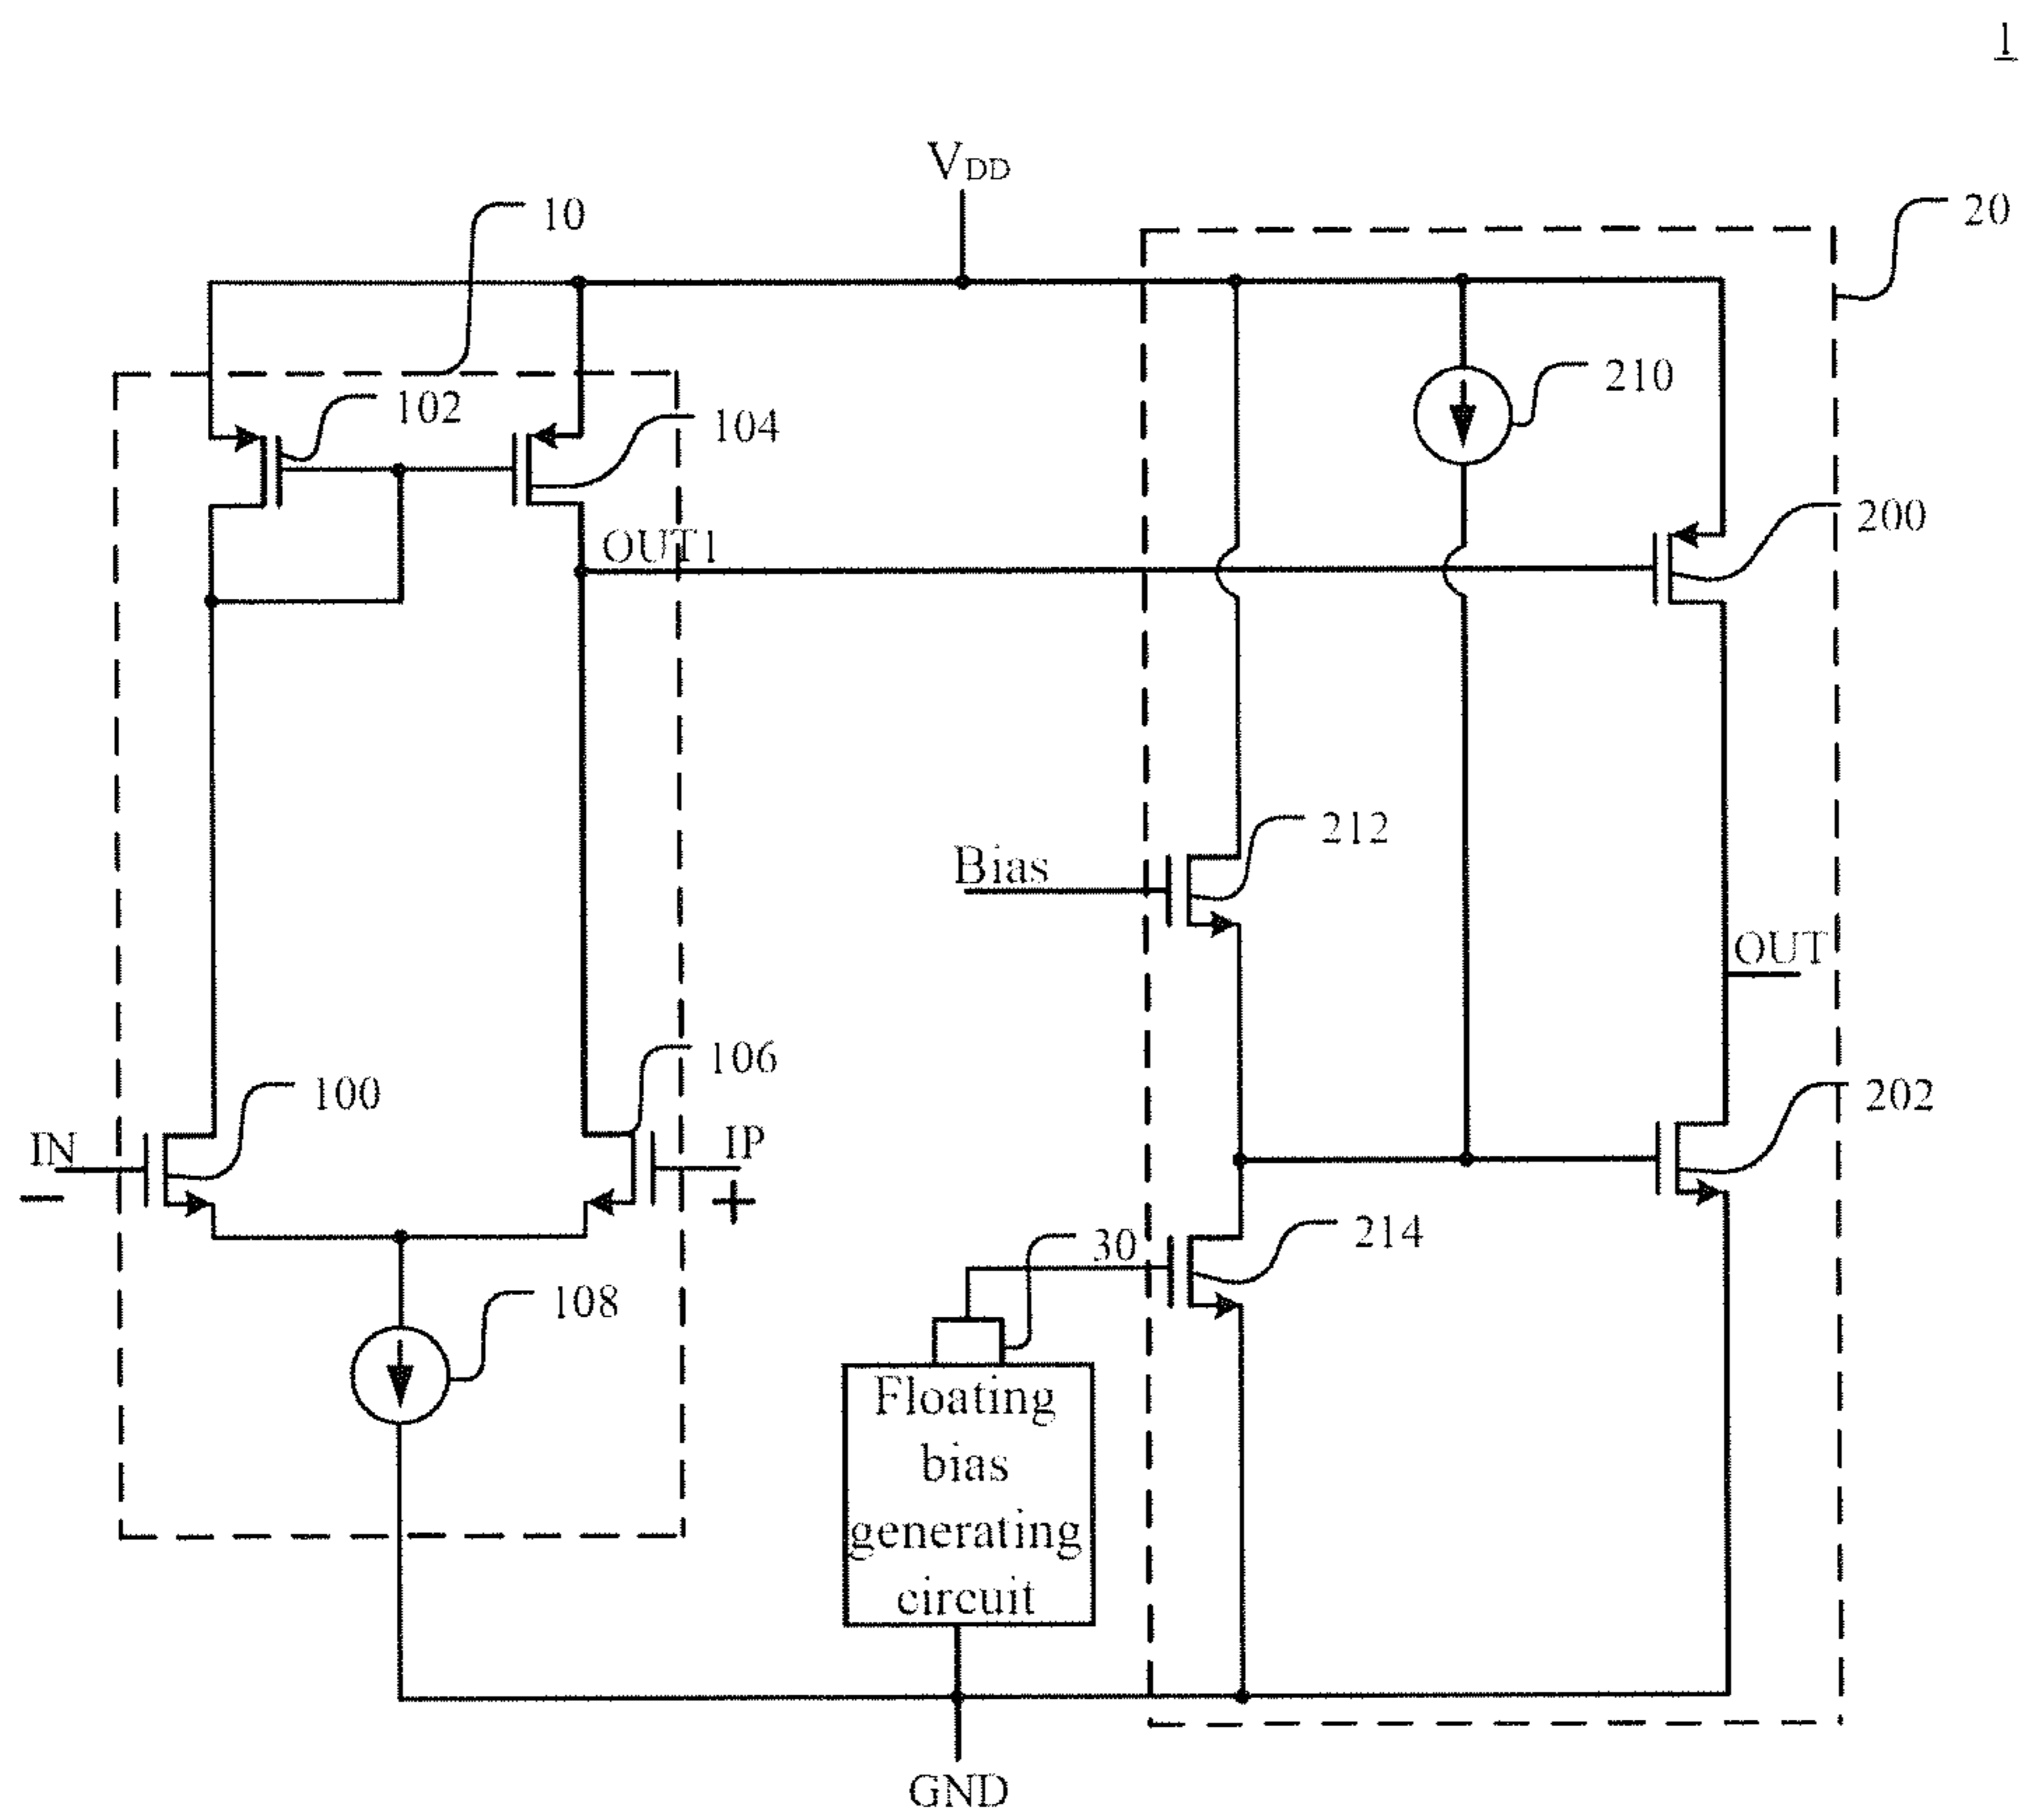 1
VDD
10
20
102
104
210
200
OUT1
212
Bias
OUT
106
100
202
IN
IP
−
+
30
214
108
Floating
bias
generating
circuit
GND